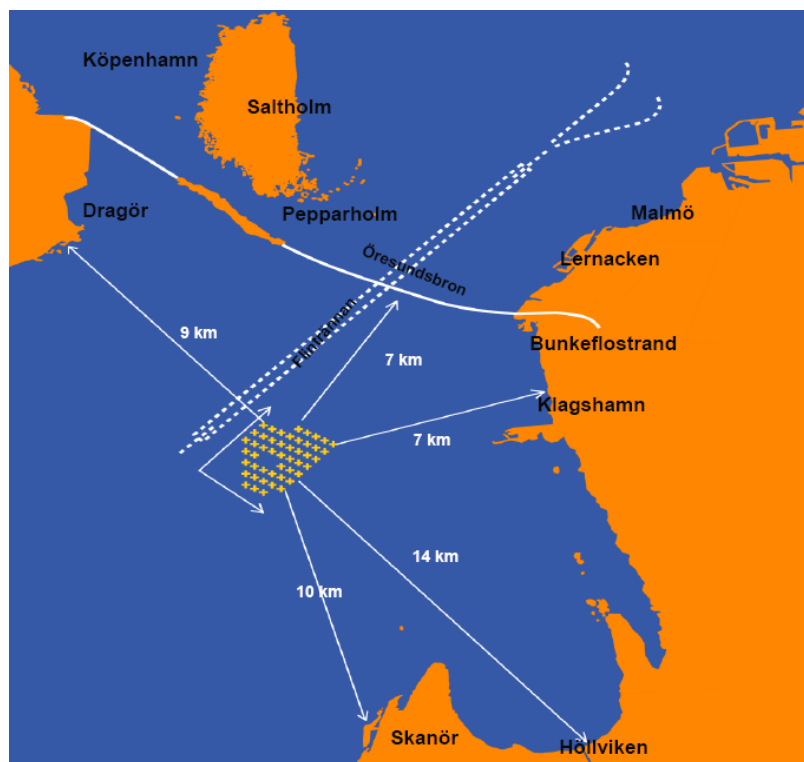 Köpenhamn
Saltholm
Dragör
Pepparholm
Malmö
Öresundsbron
Lernacken
Flintrännan
9 km
7 km
Bunkeflostrand
Klagshamn
7 km
14 km
10 km
Skanör
Höllviken